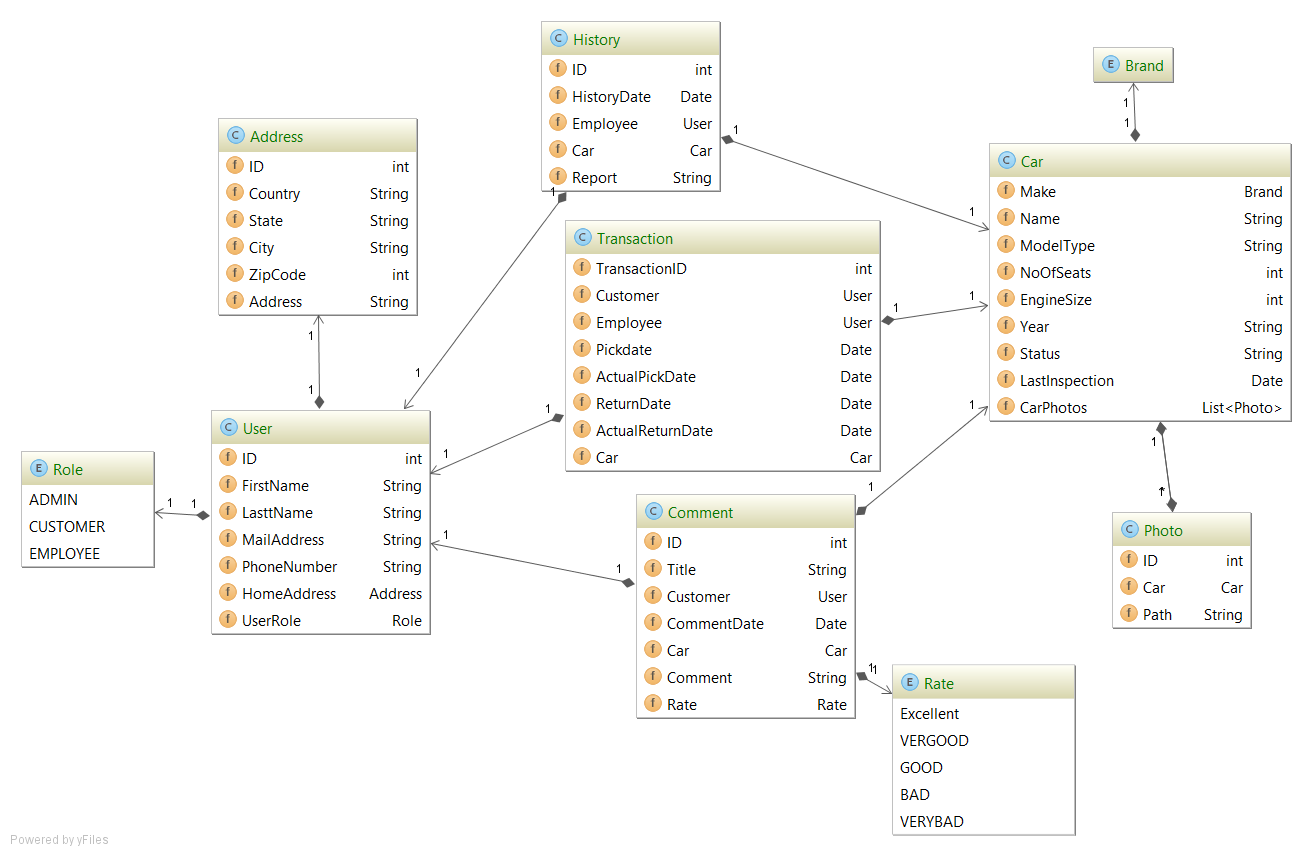 C History
f ID int
f HistoryDate Date
f Employee User
f Car Car
f Report String
E Brand
1
1
C Address
f ID int
f Country String
f State String
f City String
f ZipCode int
f Address String
1
1
C Car
f Make Brand
f Name String
f ModelType String
f NoOfSeats int
f EngineSize int
f Year String
f Status String
f LastInspection Date
f CarPhotos List<Photo>
1
1
1
1
C Transaction
f TransactionID int
f Customer User
f Employee User
f Pickdate Date
f ActualPickDate Date
f ReturnDate Date
f ActualReturnDate Date
f Car Car
1
1
1
1
1
1
C User
f ID int
f FirstName String
f LasttName String
f MailAddress String
f PhoneNumber String
f HomeAddress Address
f UserRole Role
E Role
ADMIN
CUSTOMER
EMPLOYEE
1 1
1
1
1
1
C Comment
f ID int
f Title String
f Customer User
f CommentDate Date
f Car Car
f Comment String
f Rate Rate
1
*
C Photo
f ID int
f Car Car
f Path String
1
1
E Rate
Excellent
VERGOOD
GOOD
BAD
VERYBAD
Powered by yFiles